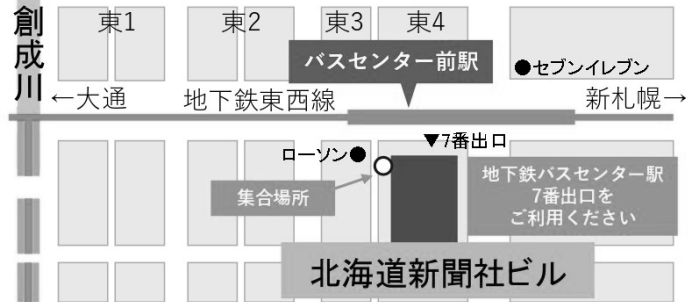 創成川
東1
東2
東3
東4
バスセンター前駅
●セブンイレブン
←大通
地下鉄東西線
新札幌→
▼7番出口
ローソン●
集合場所
地下鉄バスセンター駅
7番出口を
ご利用ください
北海道新聞社ビル